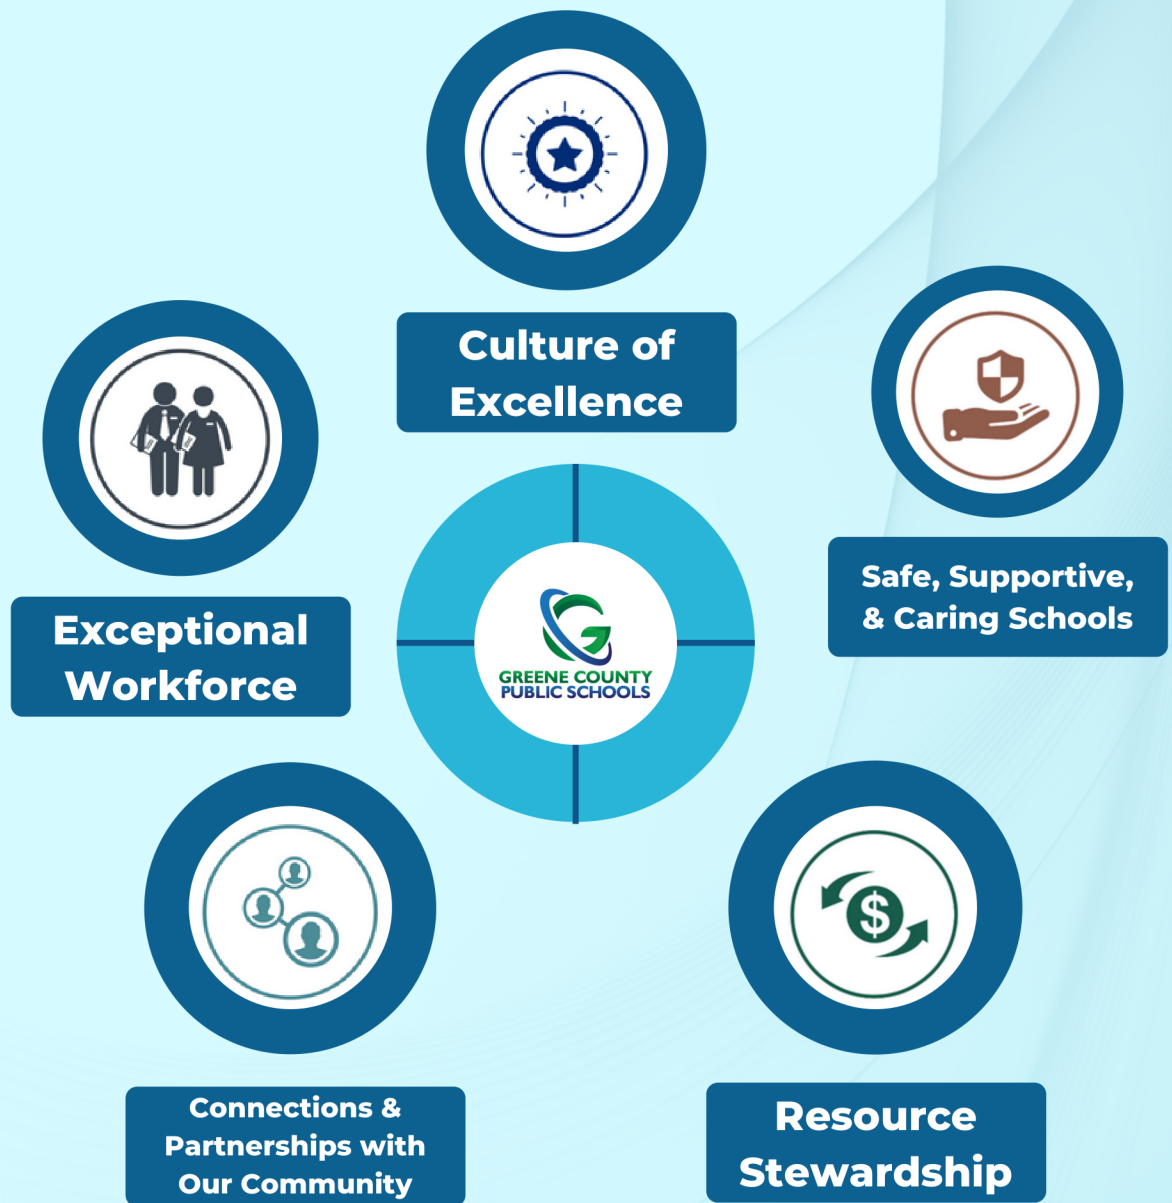 Culture of
Excellence
Safe, Supportive,
& Caring Schools
Exceptional
Workforce
GREENE COUNTY
PUBLIC SCHOOLS
$
Connections &
Partnerships with
Our Community
Resource
Stewardship